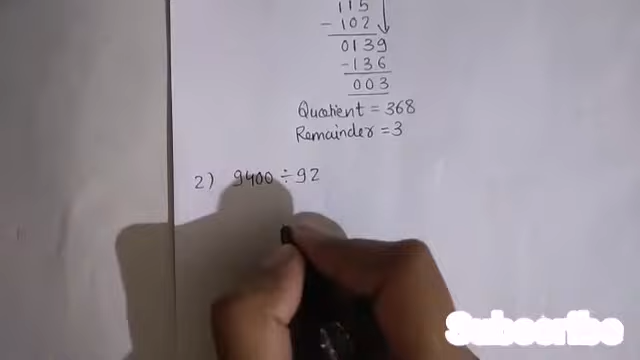 115
- 102
0139
-136
003
Quotient = 368
Remainder = 3
2) 9400 ÷ 92
Subscribe